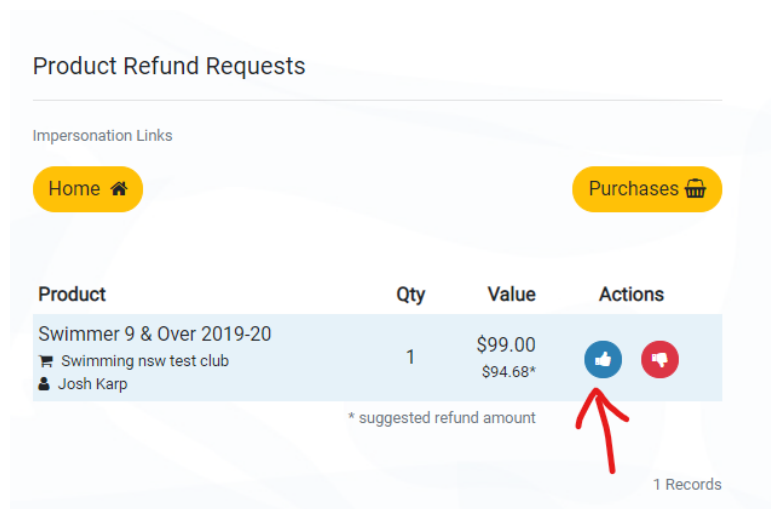 Product Refund Requests
Impersonation Links
Home
Purchases
Product Qty Value Actions
Swimmer 9 & Over 2019-20
Swimming nsw test club
Josh Karp
1
$99.00
$94.68*
* suggested refund amount
1 Records